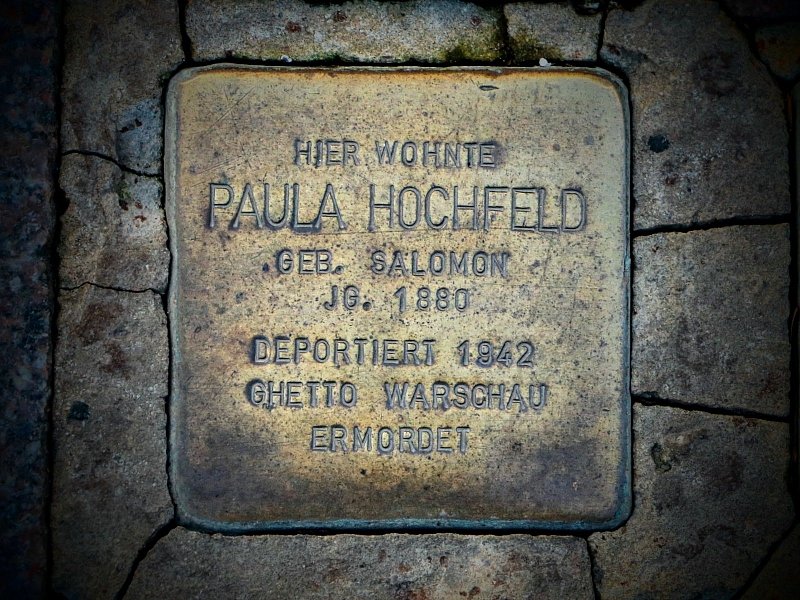 HIER WOHNTE
PAULA HOCHFELD
GEB. SALOMON
JG. 1880
DEPORTIERT 1942
GHETTO WARSCHAU
ERMORDET